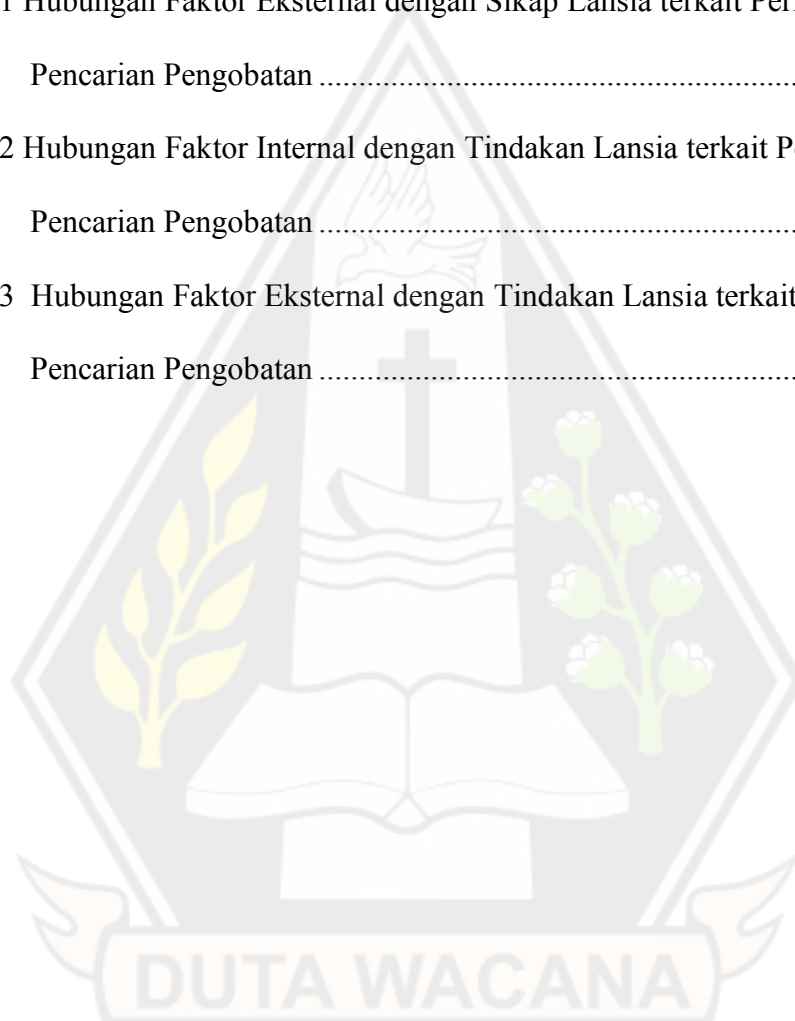 1 Hubungan Faktor Eksternal dengan Sikap Lansia terkait
Pencarian Pengobatan ............................................................
2 Hubungan Faktor Internal dengan Tindakan Lansia terkait
Pencarian Pengobatan ............................................................
3 Hubungan Faktor Eksternal dengan Tindakan Lansia terkait
Pencarian Pengobatan ............................................................
DUTA WACANA